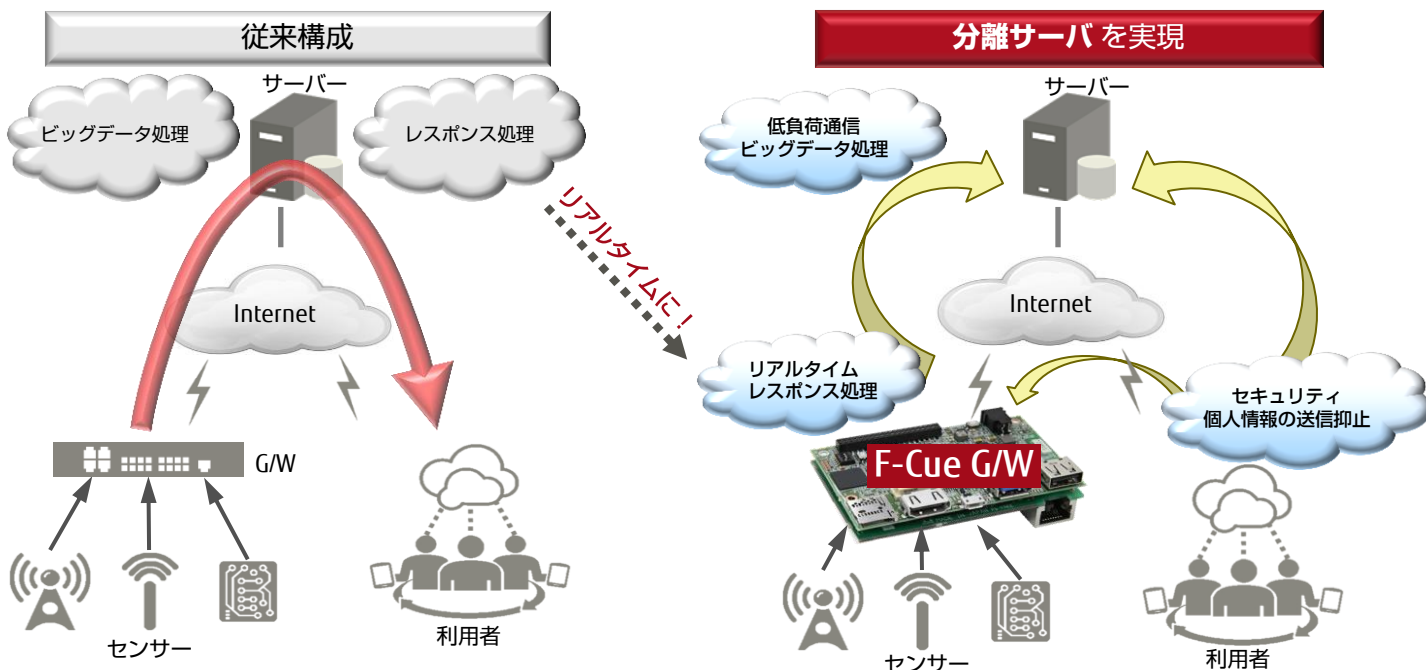 従来構成
サーバー
ビッグデータ処理
レスポンス処理
Internet
G/W
センサー
利用者
リアルタイムに！
分離サーバ を実現
サーバー
低負荷通信
ビッグデータ処理
Internet
リアルタイム
レスポンス処理
セキュリティ
個人情報の送信抑止
F-Cue G/W
センサー
利用者